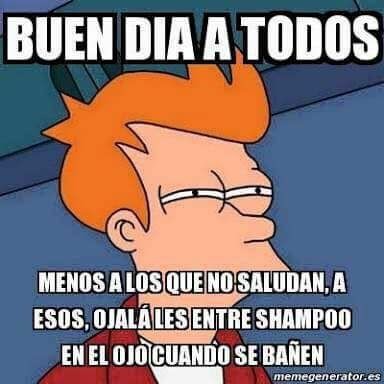 BUEN DIA A TODOS
MENOS A LOS QUE NO SALUDAN, A
ESOS, OJALÁ LES ENTRE SHAMPOO
EN EL OJO CUANDO SE BAÑEN
memegenerator.es